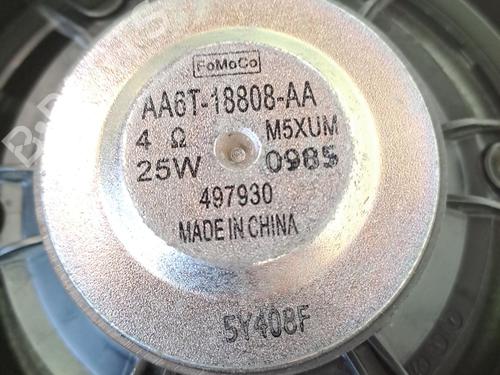 FoMoCo
AA6T-18808-AA
4 Ω M5XUM
25W 0985
497930
MADE IN CHINA
5Y408F